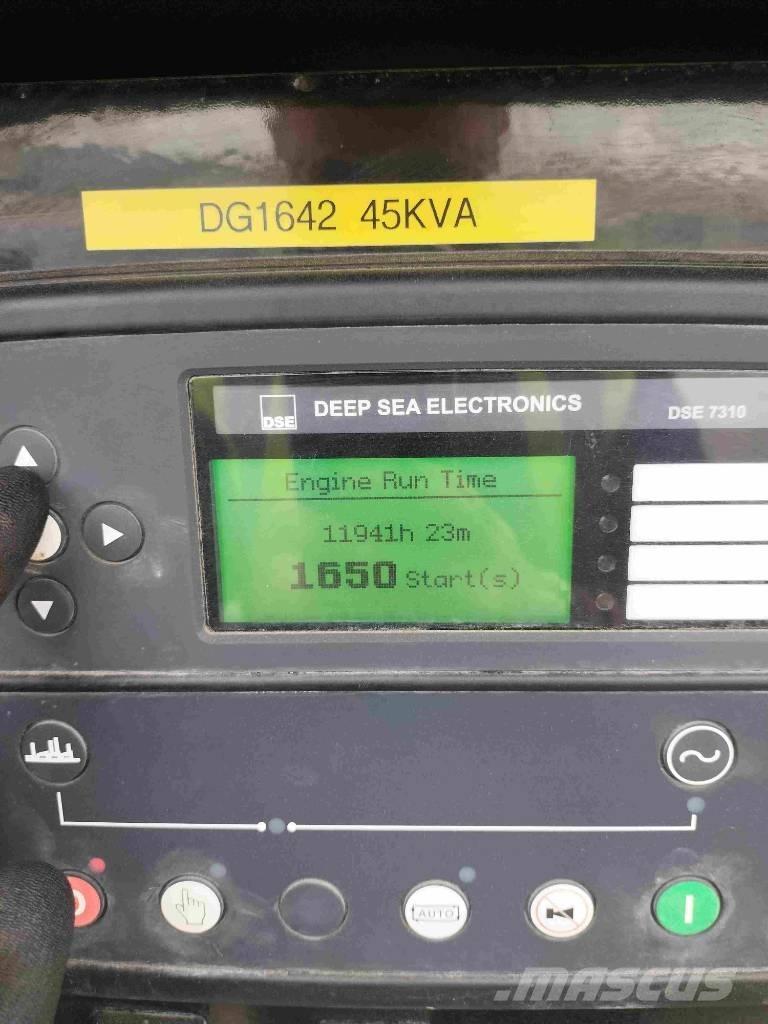 DG1642 45KVA
DSE
DEEP SEA ELECTRONICS
DSE 7310
Engine Run Time
11941h 23m
1650 Start(s)
AUTO
MASCUS